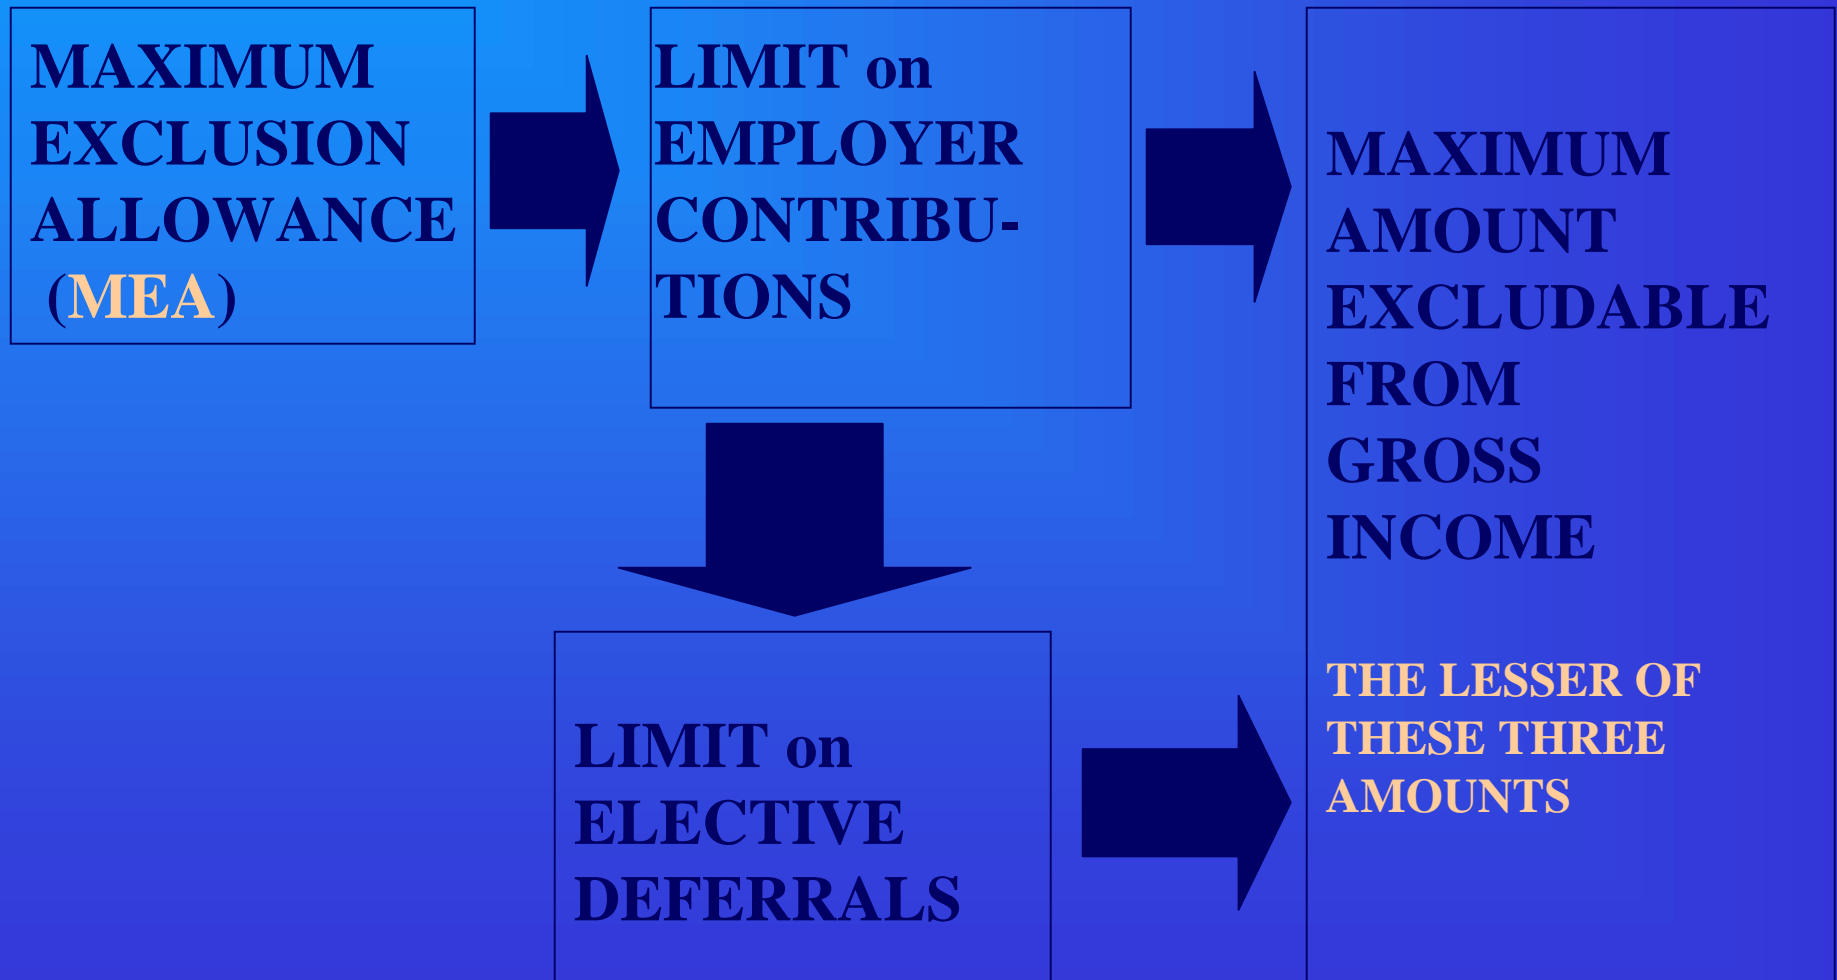 MAXIMUM
EXCLUSION
ALLOWANCE
(MEA)
LIMIT on
EMPLOYER
CONTRIBU-
TIONS
MAXIMUM
AMOUNT
EXCLUDABLE
FROM
GROSS
INCOME
THE LESSER OF
THESE THREE
AMOUNTS
LIMIT on
ELECTIVE
DEFERRALS